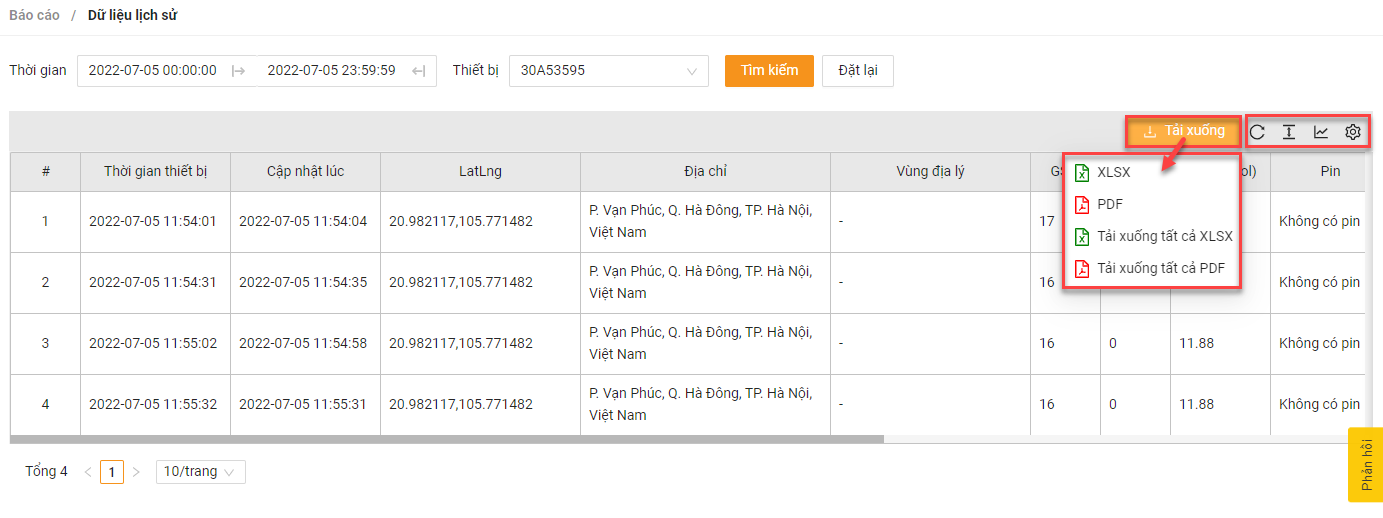 Báo cáo / Dữ liệu lịch sử
Thời gian 2022-07-05 00:00:00 2022-07-05 23:59:59 Thiết bị 30A53595 Tìm kiếm Đặt lại
Tải xuống
# Thời gian thiết bị Cập nhật lúc LatLng Địa chỉ Vùng địa lý GS ol) Pin
XLSX
PDF
Tải xuống tất cả XLSX
Tải xuống tất cả PDF
1 2022-07-05 11:54:01 2022-07-05 11:54:04 20.982117,105.771482 P. Vạn Phúc, Q. Hà Đông, TP. Hà Nội, - 17 Không có pin
Việt Nam
2 2022-07-05 11:54:31 2022-07-05 11:54:35 20.982117,105.771482 P. Vạn Phúc, Q. Hà Đông, TP. Hà Nội, - 16 Không có pin
Việt Nam
3 2022-07-05 11:55:02 2022-07-05 11:54:58 20.982117,105.771482 P. Vạn Phúc, Q. Hà Đông, TP. Hà Nội, - 16 0 11.88 Không có pin
Việt Nam
4 2022-07-05 11:55:32 2022-07-05 11:55:31 20.982117,105.771482 P. Vạn Phúc, Q. Hà Đông, TP. Hà Nội, - 16 0 11.88 Không có pin
Việt Nam
Tổng 4 < 1 > 10/trang
Phản hồi